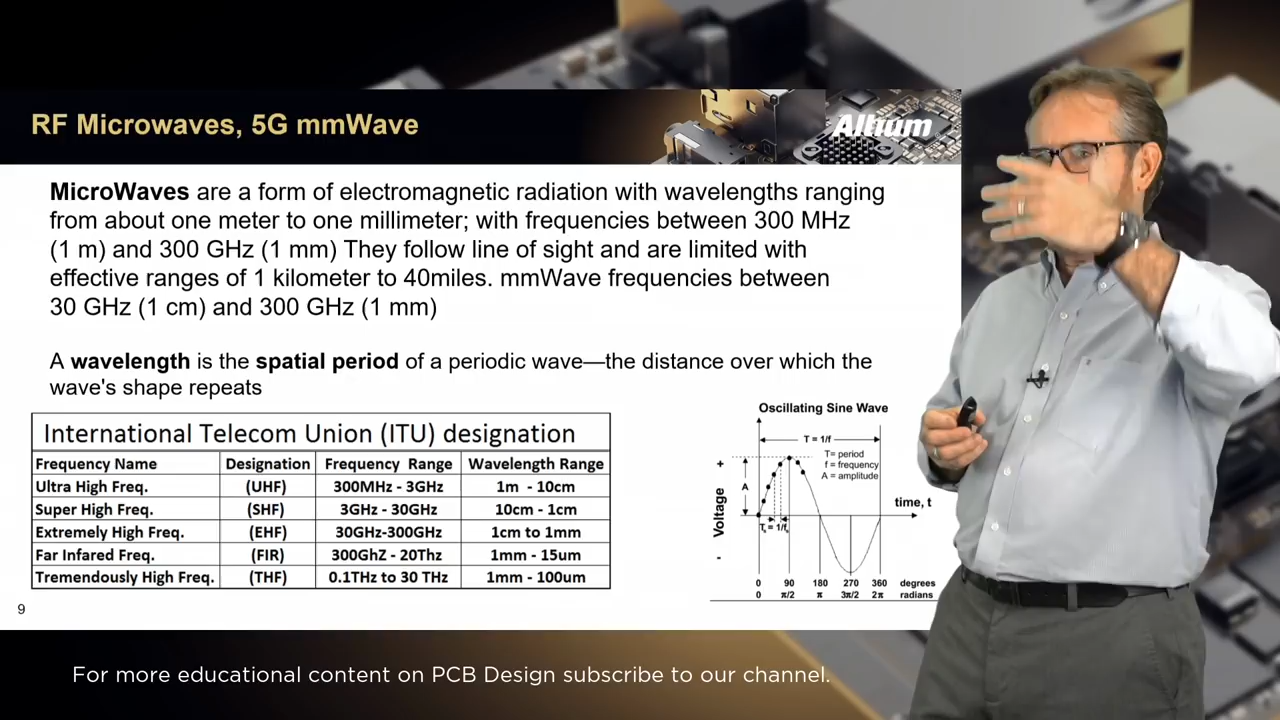 RF Microwaves, 5G mmWave
Altium
MicroWaves are a form of electromagnetic radiation with wavelengths ranging
from about one meter to one millimeter; with frequencies between 300 MHz
(1 m) and 300 GHz (1 mm) They follow line of sight and are limited with
effective ranges of 1 kilometer to 40miles. mmWave frequencies between
30 GHz (1 cm) and 300 GHz (1 mm)
A wavelength is the spatial period of a periodic wave—the distance over which the
wave's shape repeats
International Telecom Union (ITU) designation
Frequency Name Designation Frequency Range Wavelength Range
Ultra High Freq. (UHF) 300MHz - 3GHz 1m - 10cm
Super High Freq. (SHF) 3GHz - 30GHz 10cm - 1cm
Extremely High Freq. (EHF) 30GHz-300GHz 1cm to 1mm
Far Infared Freq. (FIR) 300GhZ - 20Thz 1mm - 15um
Tremendously High Freq. (THF) 0.1THz to 30 THz 1mm - 100um
Oscillating Sine Wave
T = 1/f
T= period
f = frequency
A = amplitude
+
A
Voltage
-
time, t
Ts = 1/fs
0 90 180 270 360 degrees
0 π/2 π 3π/2 2π radians
9
For more educational content on PCB Design subscribe to our channel.